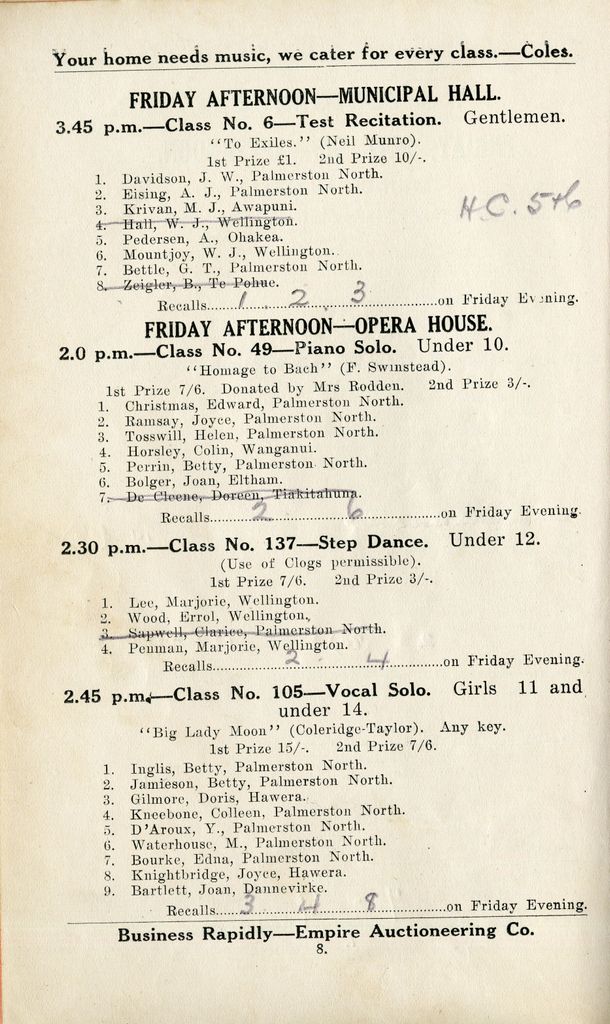 Your home needs music, we cater for every class.—Coles.
FRIDAY AFTERNOON—MUNICIPAL HALL.
3.45 p.m.—Class No. 6—Test Recitation. Gentlemen.
"To Exiles." (Neil Munro).
1st Prize £1. 2nd Prize 10/-.
1. Davidson, J. W., Palmerston North.
2. Eising, A. J., Palmerston North.
3. Krivan, M. J., Awapuni.
H.C. 5+6
4. Hall, W. J., Wellington.
5. Pedersen, A., Ohakea.
6. Mountjoy, W. J., Wellington.
7. Bettle, G. T., Palmerston North.
8. Zeigler, B., Te Pohue.
Recalls......1......2......3......on Friday Evening.
FRIDAY AFTERNOON—OPERA HOUSE.
2.0 p.m.—Class No. 49—Piano Solo. Under 10.
"Homage to Bach" (F. Swinstead).
1st Prize 7/6. Donated by Mrs Rodden. 2nd Prize 3/-.
1. Christmas, Edward, Palmerston North.
2. Ramsay, Joyce, Palmerston North.
3. Tosswill, Helen, Palmerston North.
4. Horsley, Colin, Wanganui.
5. Perrin, Betty, Palmerston North.
6. Bolger, Joan, Eltham.
7. De Cleene, Doreen, Tiakitahuna.
Recalls......2......6......on Friday Evening.
2.30 p.m.—Class No. 137—Step Dance. Under 12.
(Use of Clogs permissible).
1st Prize 7/6. 2nd Prize 3/-.
1. Lee, Marjorie, Wellington.
2. Wood, Errol, Wellington.
3. Sapwell, Clarice, Palmerston North.
4. Penman, Marjorie, Wellington.
Recalls......2......4......on Friday Evening.
2.45 p.m.—Class No. 105—Vocal Solo. Girls 11 and
under 14.
"Big Lady Moon" (Coleridge-Taylor). Any key.
1st Prize 15/-. 2nd Prize 7/6.
1. Inglis, Betty, Palmerston North.
2. Jamieson, Betty, Palmerston North.
3. Gilmore, Doris, Hawera.
4. Kneebone, Colleen, Palmerston North.
5. D'Aroux, Y., Palmerston North.
6. Waterhouse, M., Palmerston North.
7. Bourke, Edna, Palmerston North.
8. Knightbridge, Joyce, Hawera.
9. Bartlett, Joan, Dannevirke.
Recalls......3......4......8......on Friday Evening.
Business Rapidly—Empire Auctioneering Co.
8.